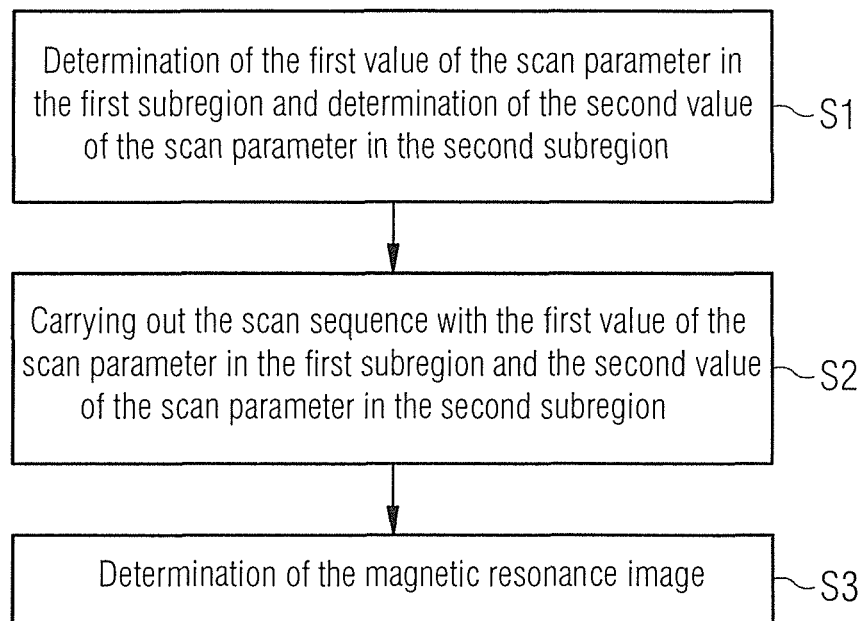 Determination of the first value of the scan parameter in
the first subregion and determination of the second value
of the scan parameter in the second subregion
S1
Carrying out the scan sequence with the first value of the
scan parameter in the first subregion and the second value
of the scan parameter in the second subregion
S2
Determination of the magnetic resonance image
S3